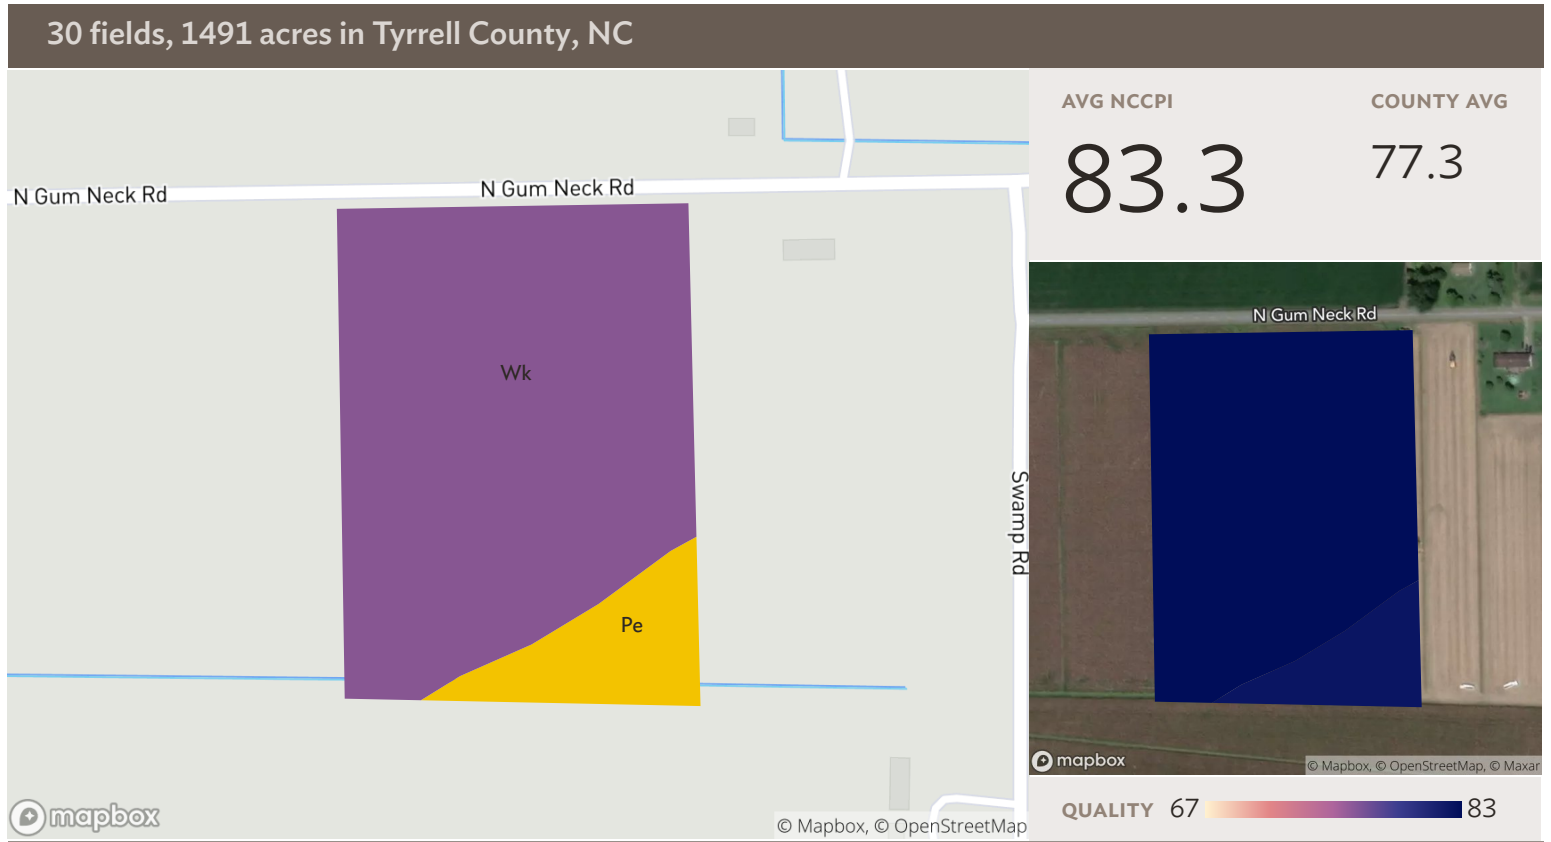 30 fields, 1491 acres in Tyrrell County, NC
N Gum Neck Rd
N Gum Neck Rd
Wk
Pe
Swamp Rd
mapbox
© Mapbox, © OpenStreetMap
AVG NCCPI
COUNTY AVG
83.3
77.3
N Gum Neck Rd
mapbox
© Mapbox, © OpenStreetMap, © Maxar
QUALITY 67 83